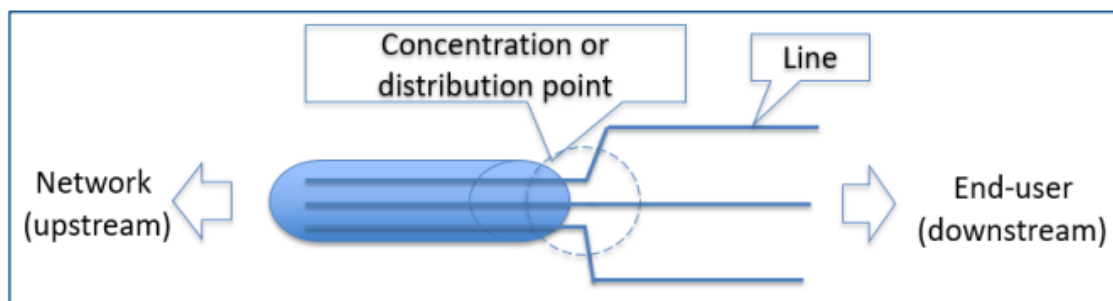 Concentration or
distribution point
Line
Network
(upstream)
End-user
(downstream)